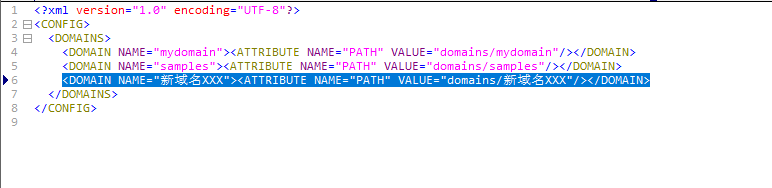 1 <?xml version="1.0" encoding="UTF-8"?>
2 <CONFIG>
3 <DOMAINS>
4 <DOMAIN NAME="mydomain"><ATTRIBUTE NAME="PATH" VALUE="domains/mydomain"/></DOMAIN>
5 <DOMAIN NAME="samples"><ATTRIBUTE NAME="PATH" VALUE="domains/samples"/></DOMAIN>
6 <DOMAIN NAME="新域名XXX"><ATTRIBUTE NAME="PATH" VALUE="domains/新域名XXX"/></DOMAIN>
7 </DOMAINS>
8 </CONFIG>
9